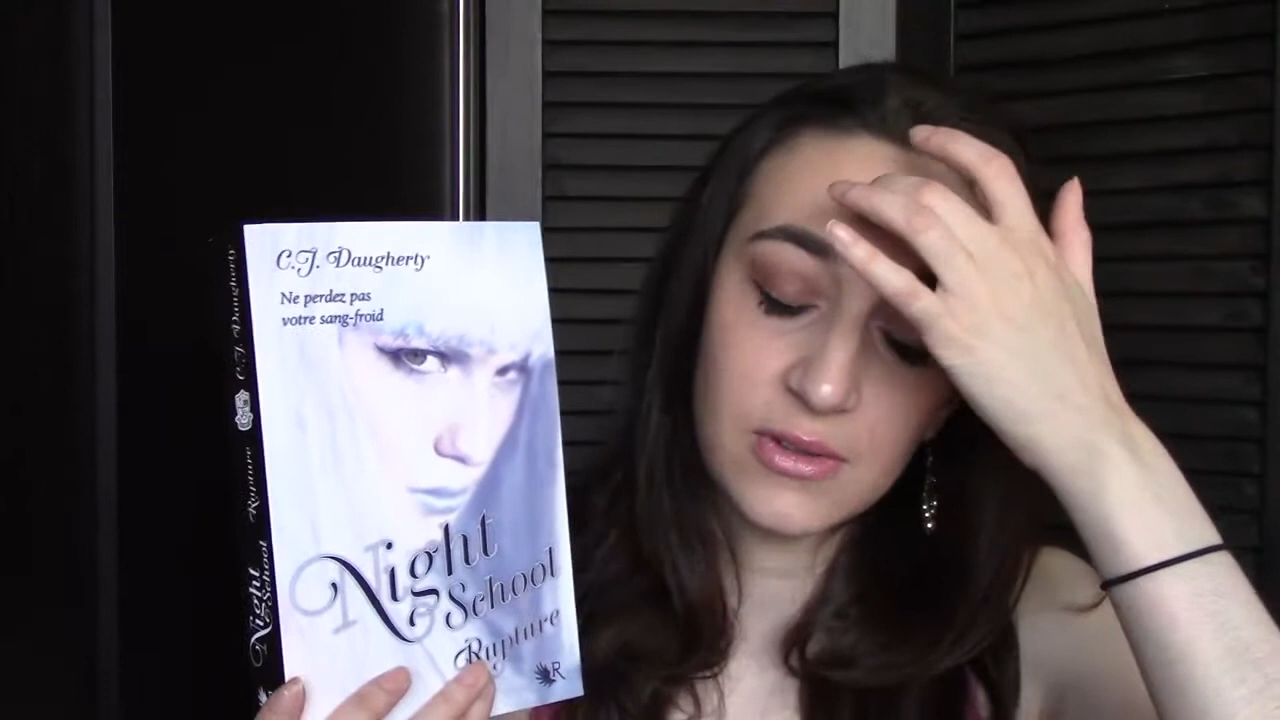 C.J. Daugherty
Ne perdez pas
votre sang-froid
Night
School
Rupture
R
C.J. Daugherty
Rupture
Night
School